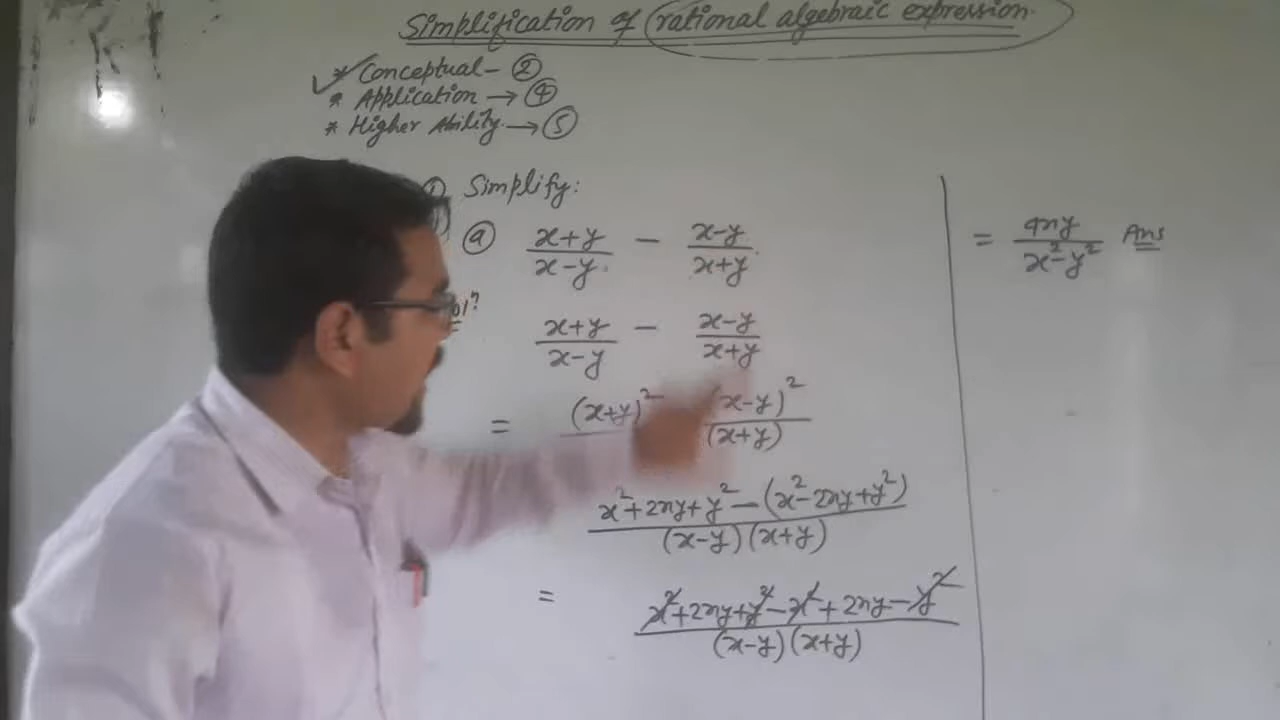 Simplification of rational algebraic expression.
✓* Conceptual - ②
* Application → ④
* Higher Ability. → ⑤
① Simplify:
ⓐ (x+y)/(x-y) - (x-y)/(x+y)
(x+y)/(x-y) - (x-y)/(x+y)
= (x+y)² (x-y)² / (x+y)
x²+2xy+y² - (x²-2xy+y²) / (x-y)(x+y)
= x²+2xy+y²-x²+2xy-y² / (x-y)(x+y)
= 4xy / x²-y² Ans